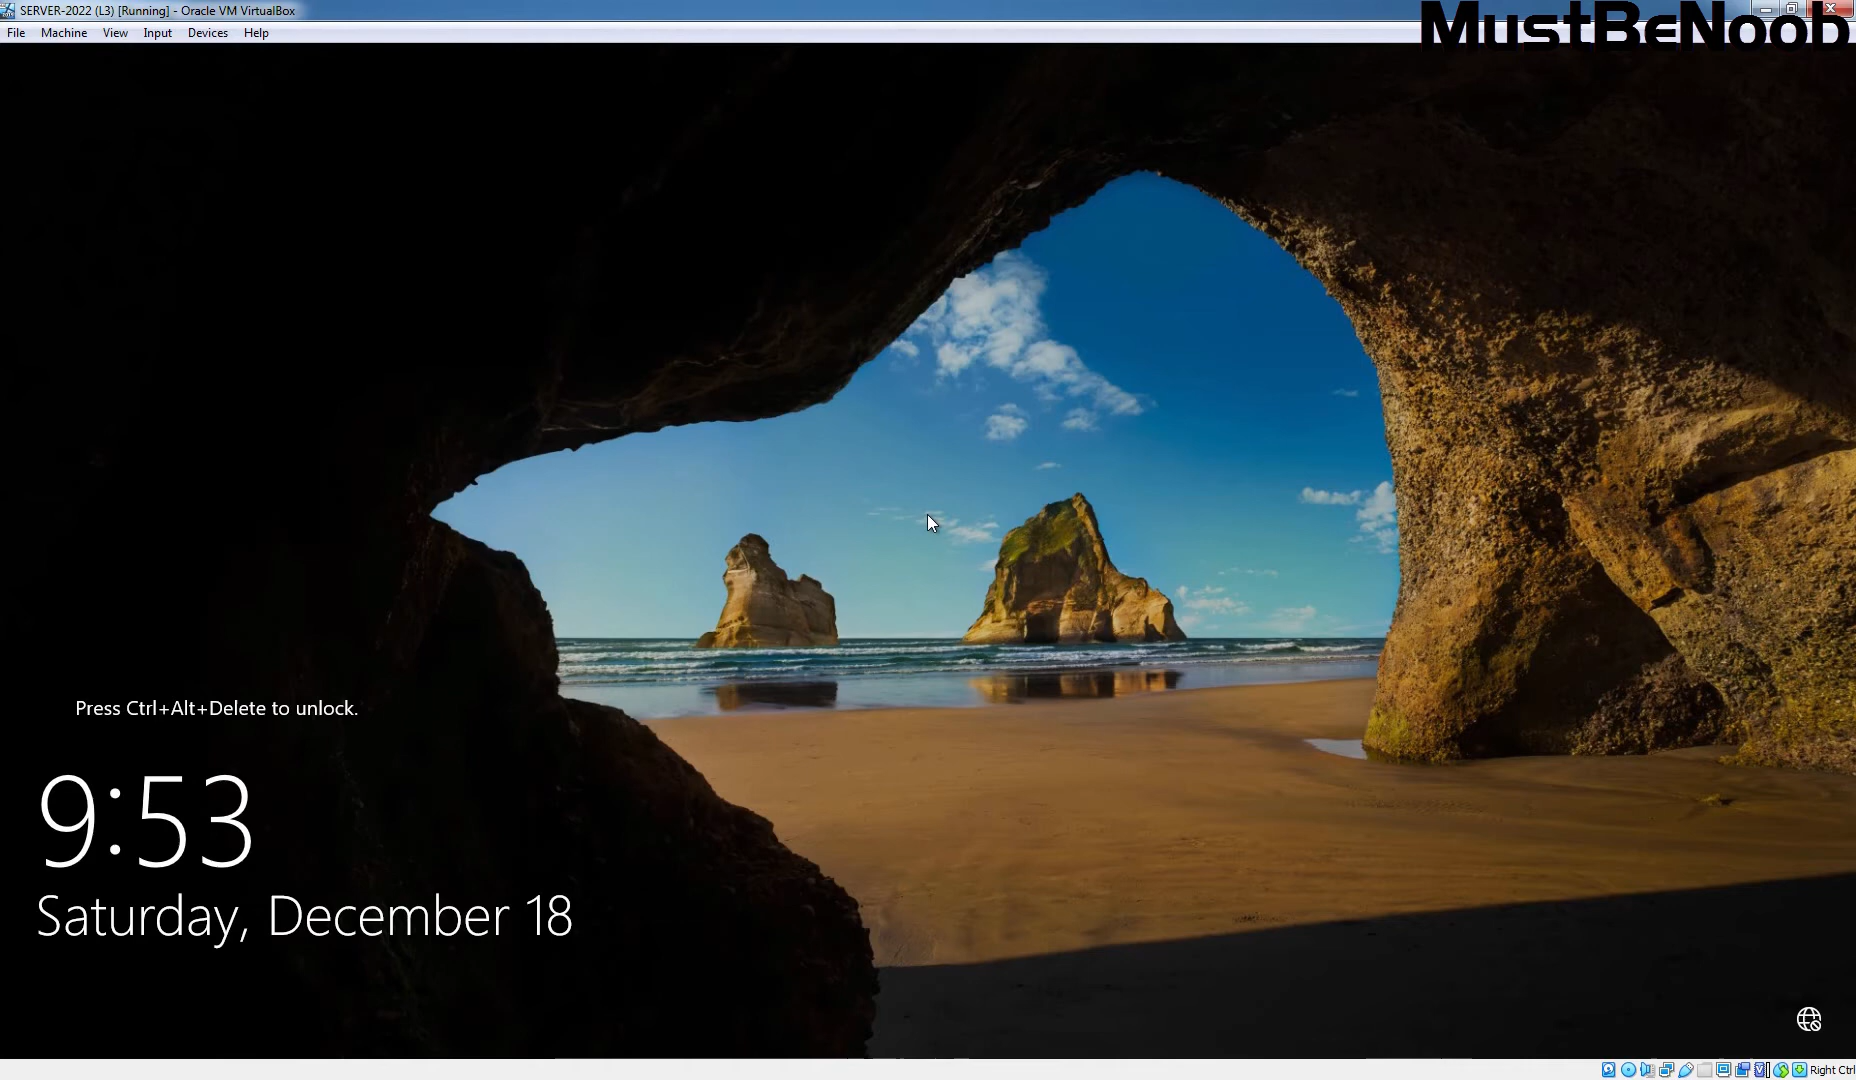 SERVER-2022 (L3) [Running] - Oracle VM VirtualBox
MustBeNoob
File Machine View Input Devices Help
Press Ctrl+Alt+Delete to unlock.
9:53
Saturday, December 18
Right Ctrl